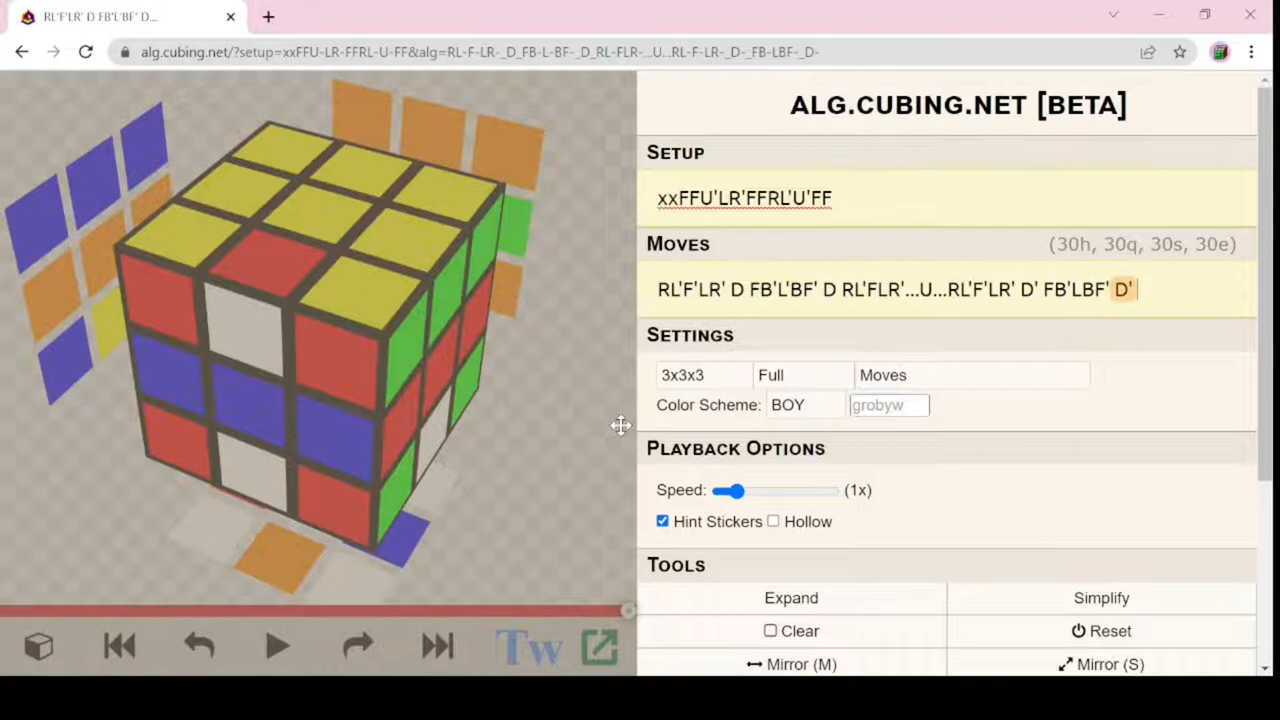 RL'F'LR' D FB'L'BF' D...
alg.cubing.net/?setup=xxFFU-LR-FFRL-U-FF&alg=RL-F-LR-_D_FB-L-BF-_D_RL-FLR-...U...RL-F-LR-_D-_FB-LBF-_D-
ALG.CUBING.NET [BETA]
SETUP
xxFFU'LR'FFRL'U'FF
MOVES (30h, 30q, 30s, 30e)
RL'F'LR' D FB'L'BF' D RL'FLR'...U...RL'F'LR' D' FB'LBF' D'
SETTINGS
3x3x3 Full Moves
Color Scheme: BOY grobyw
PLAYBACK OPTIONS
Speed: (1x)
Hint Stickers Hollow
TOOLS
Expand Simplify
Clear Reset
Mirror (M) Mirror (S)
Tw